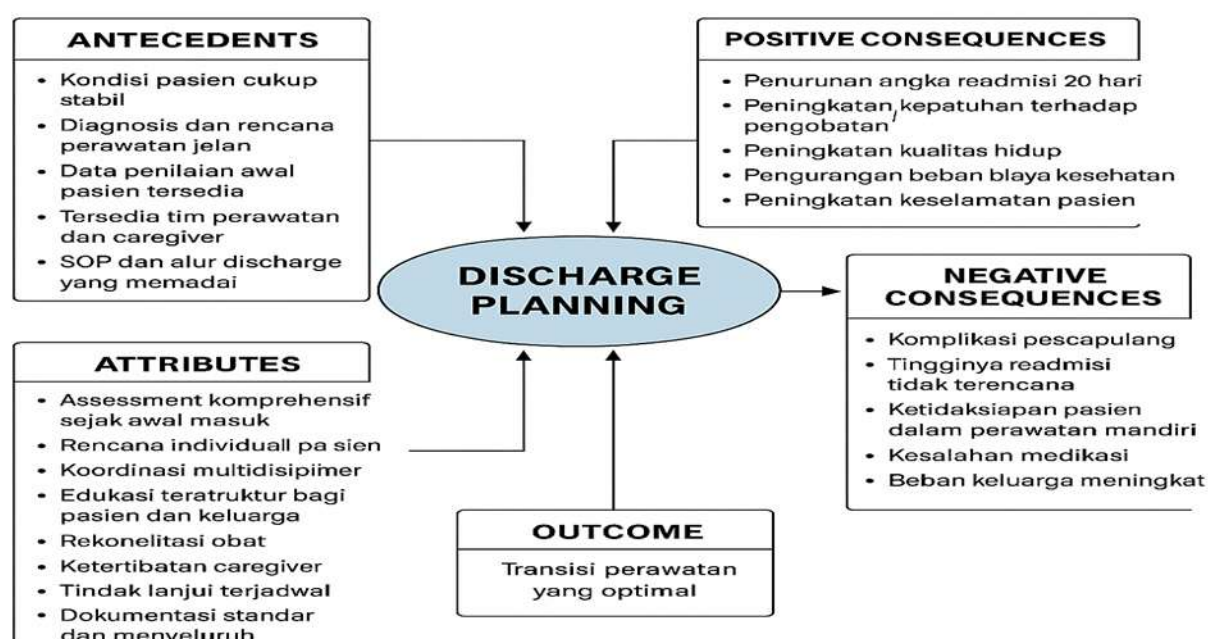 ANTECEDENTS
• Kondisi pasien cukup
stabil
• Diagnosis dan rencana
perawatan jelan
• Data penilaian awal
pasien tersedia
• Tersedia tim perawatan
dan caregiver
• SOP dan alur discharge
yang memadai
POSITIVE CONSEQUENCES
• Penurunan angka readmisi 20 hari
• Peningkatan kepatuhan terhadap
pengobatan/
• Peningkatan kualitas hidup
• Pengurangan beban blaya kesehatan
• Peningkatan keselamatan pasien
DISCHARGE
PLANNING
NEGATIVE
CONSEQUENCES
• Komplikasi pescapulang
• Tingginya readmisi
tidak terencana
• Ketidaksiapan pasien
dalam perawatan mandiri
• Kesalahan medikasi
• Beban keluarga meningkat
ATTRIBUTES
• Assessment komprehensif
sejak awal masuk
• Rencana individuall pa sien
• Koordinasi multidisipimer
• Edukasi teratruktur bagi
pasien dan keluarga
• Rekonelitasi obat
• Ketertibatan caregiver
• Tindak lanjui terjadwal
• Dokumentasi standar
dan menyeluruh
OUTCOME
Transisi perawatan
yang optimal